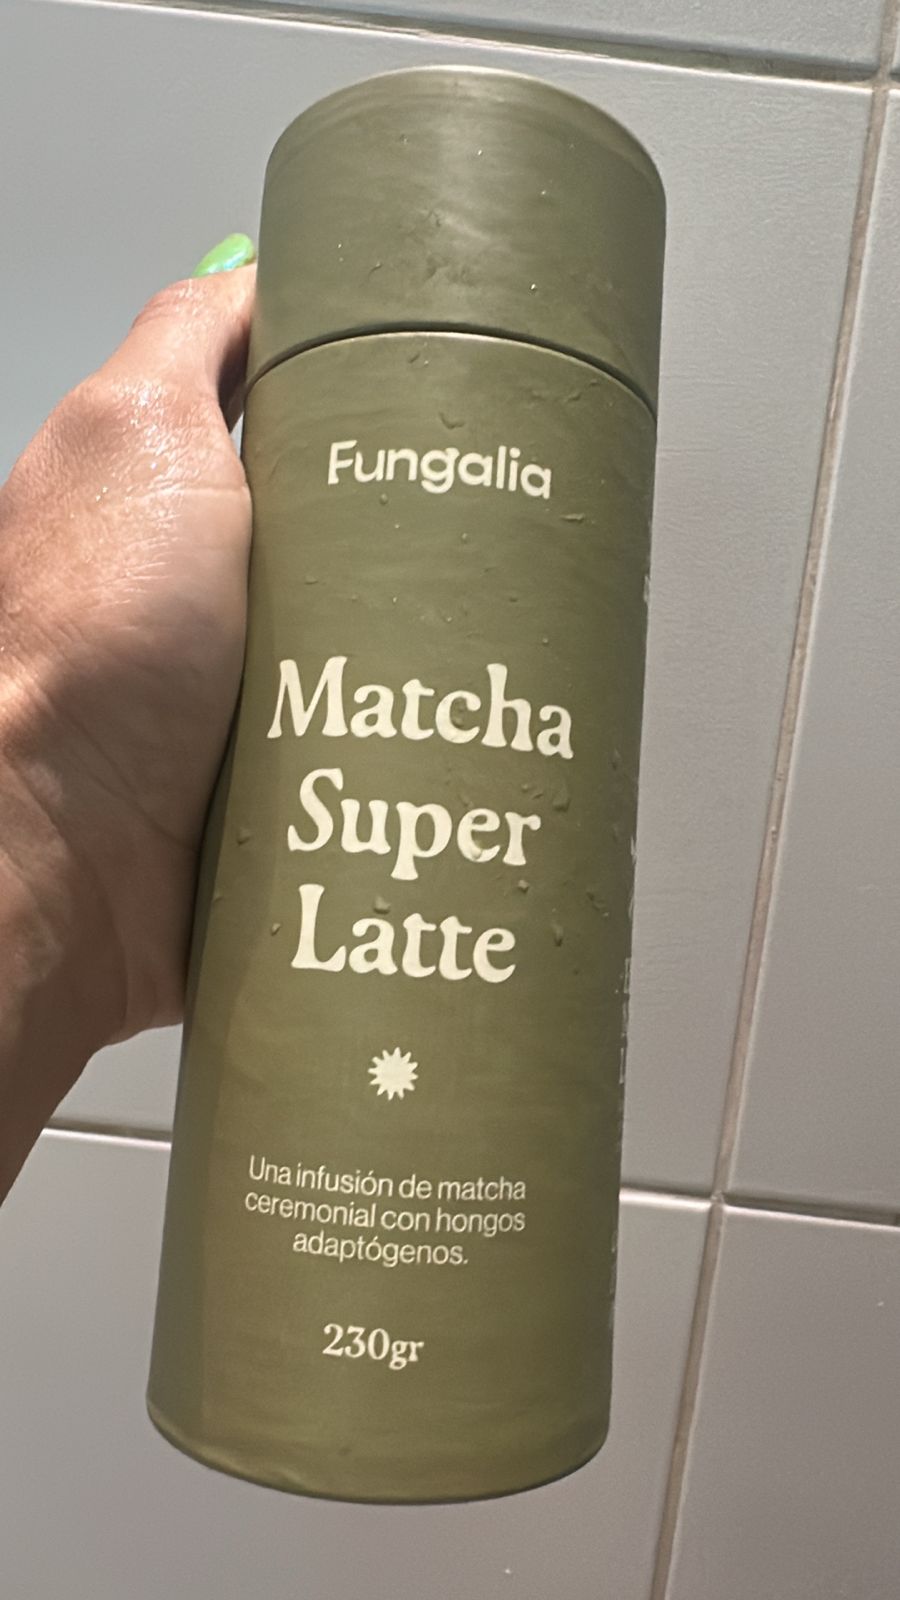 Fungalia
Matcha
Super
Latte
Una infusión de matcha
ceremonial con hongos
adaptógenos.
230gr